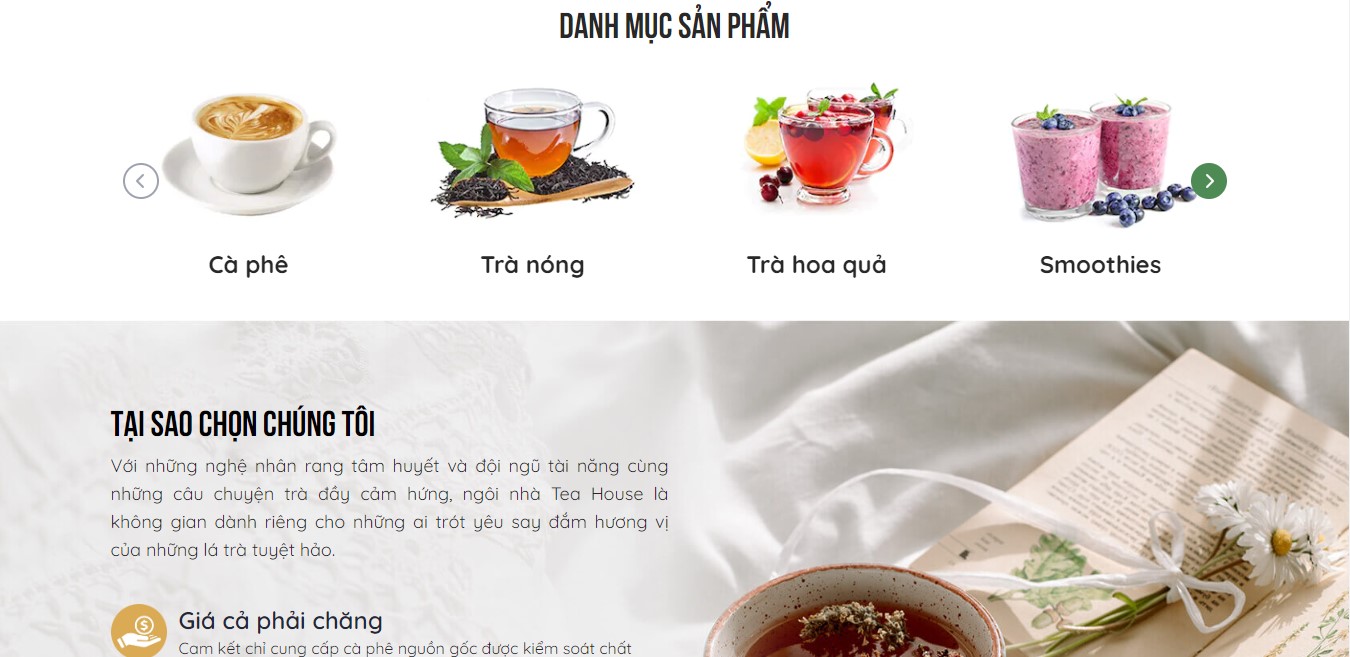 DANH MỤC SẢN PHẨM
Cà phê
Trà nóng
Trà hoa quả
Smoothies
TẠI SAO CHỌN CHÚNG TÔI
Với những nghệ nhân rang tâm huyết và đội ngũ tài năng cùng
những câu chuyện trà đầy cảm hứng, ngôi nhà Tea House là
không gian dành riêng cho những ai trót yêu say đắm hương vị
của những lá trà tuyệt hảo.
Giá cả phải chăng
Cam kết chỉ cung cấp cà phê nguồn gốc được kiểm soát chất